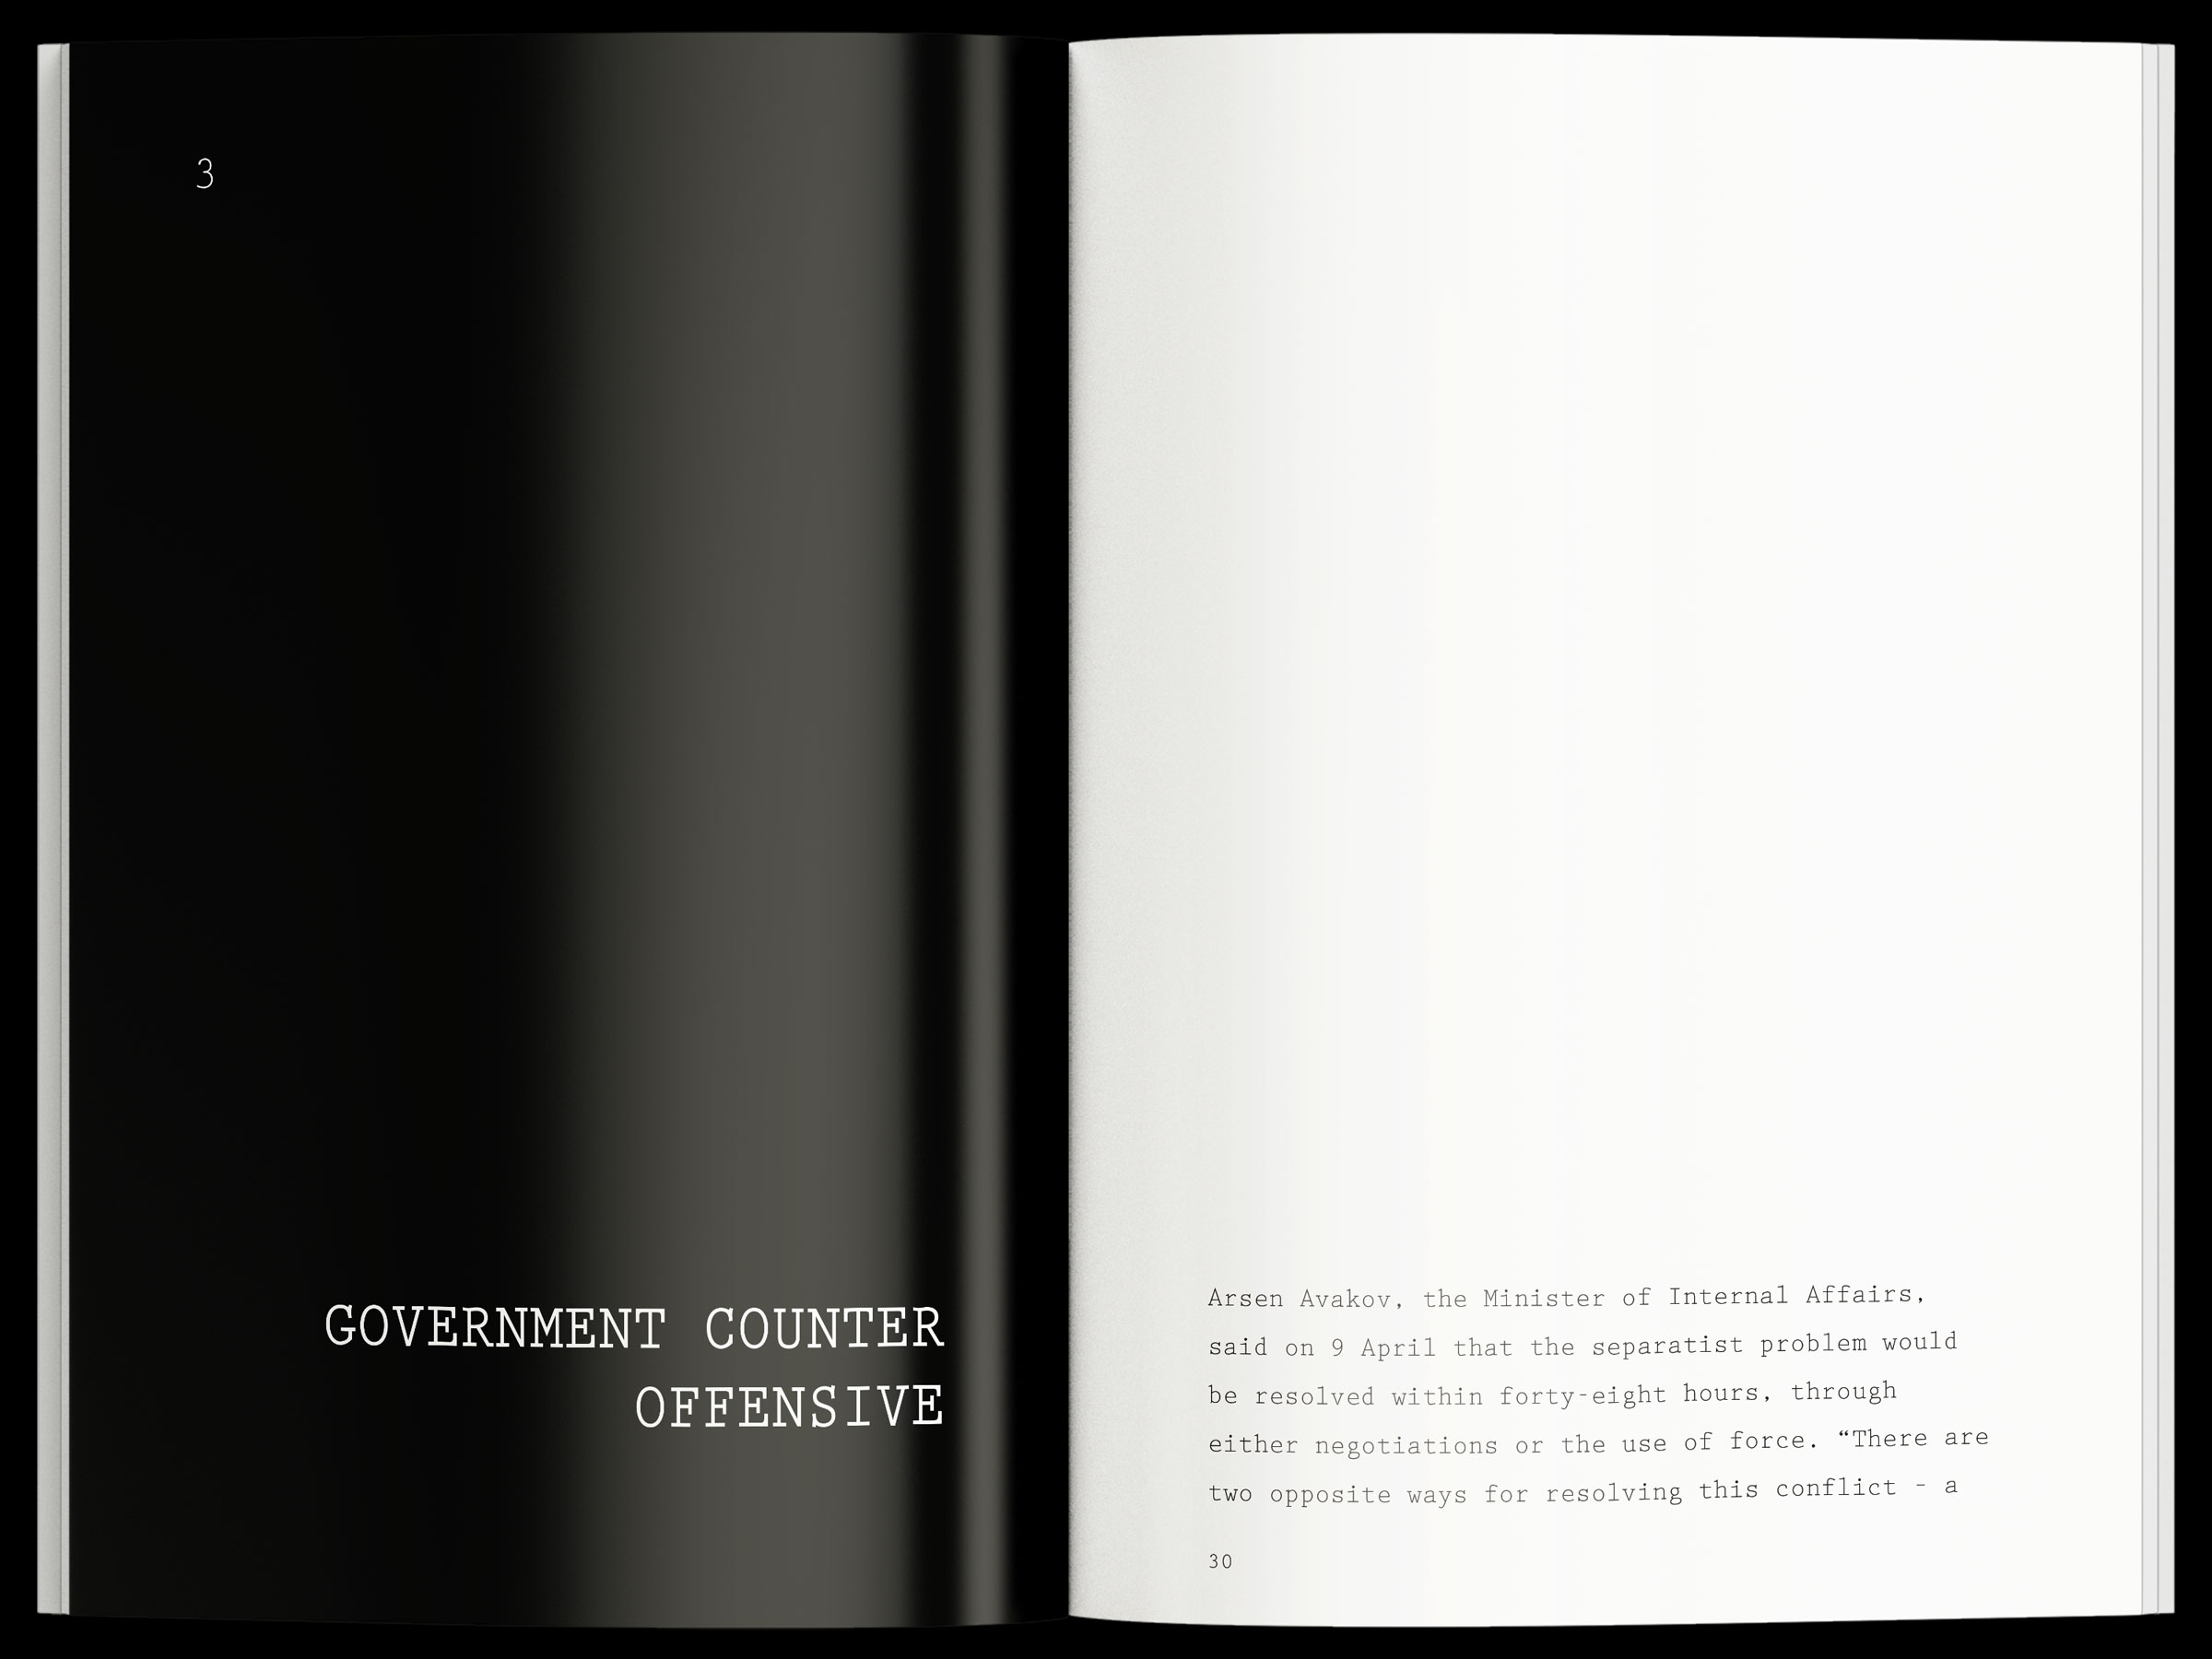 3
GOVERNMENT COUNTER
OFFENSIVE
Arsen Avakov, the Minister of Internal Affairs,
said on 9 April that the separatist problem would
be resolved within forty-eight hours, through
either negotiations or the use of force. “There are
two opposite ways for resolving this conflict - a
30